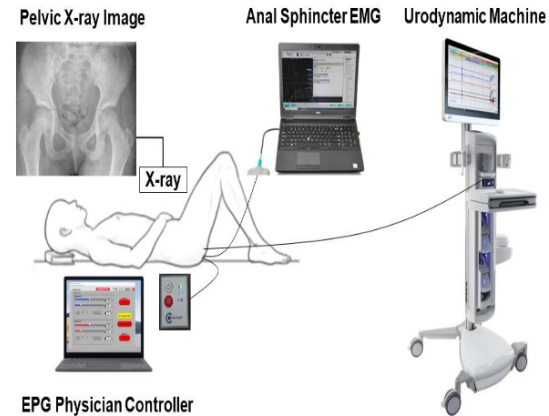 Pelvic X-ray Image
Anal Sphincter EMG
Urodynamic Machine
X-ray
EPG Physician Controller